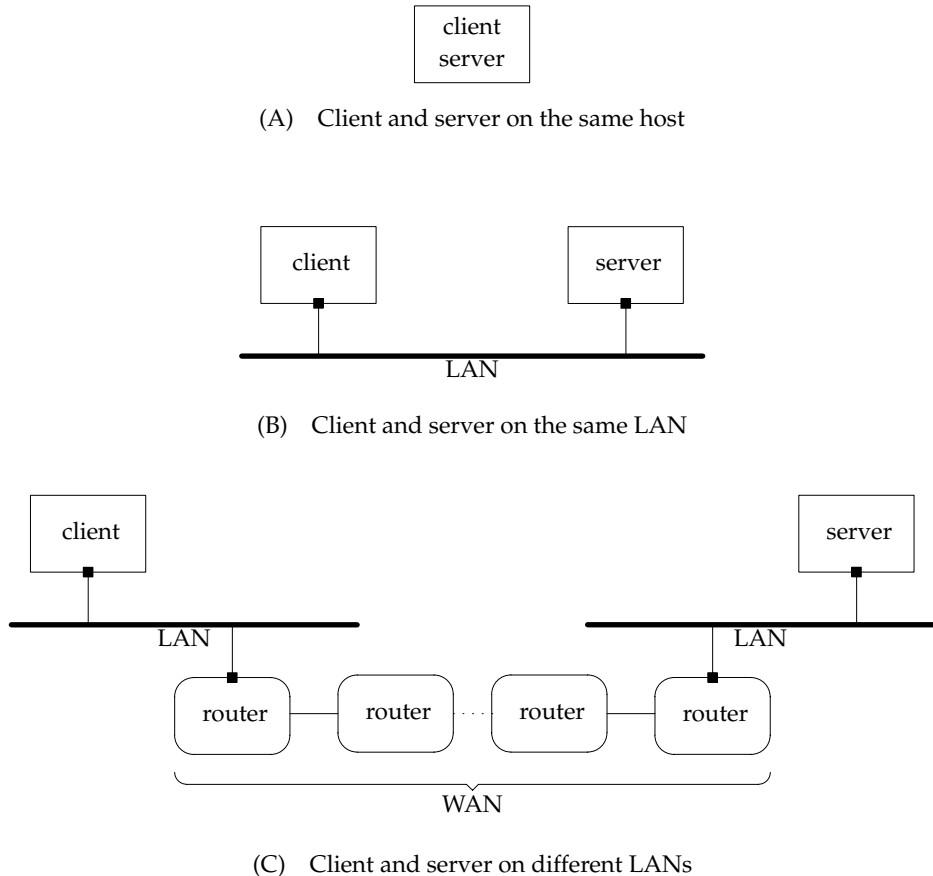 client
server
(A) Client and server on the same host
client server
LAN
(B) Client and server on the same LAN
client server
LAN LAN
router router router router
WAN
(C) Client and server on different LANs